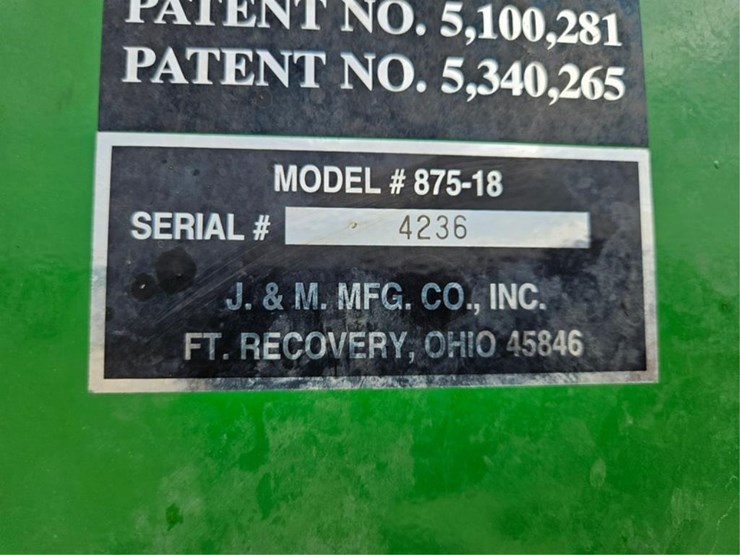 PATENT NO. 5,100,281
PATENT NO. 5,340,265
MODEL # 875-18
SERIAL # 4236
J. & M. MFG. CO., INC.
FT. RECOVERY, OHIO 45846